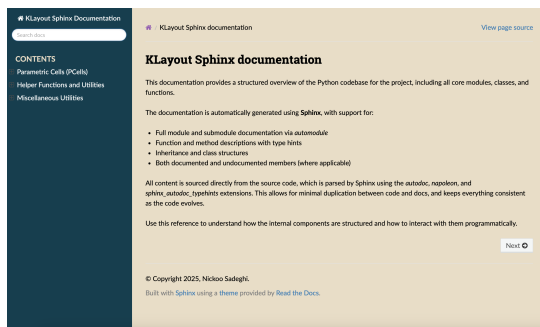 KLayout Sphinx Documentation
Search docs
CONTENTS
Parametric Cells (PCells)
Helper Functions and Utilities
Miscellaneous Utilities
/ KLayout Sphinx documentation
View page source
KLayout Sphinx documentation
This documentation provides a structured overview of the Python codebase for the project, including all core modules, classes, and
functions.
The documentation is automatically generated using Sphinx, with support for:
• Full module and submodule documentation via automodule
• Function and method descriptions with type hints
• Inheritance and class structures
• Both documented and undocumented members (where applicable)
All content is sourced directly from the source code, which is parsed by Sphinx using the autodoc, napoleon, and
sphinx_autodoc_typehints extensions. This allows for minimal duplication between code and docs, and keeps everything consistent
as the code evolves.
Use this reference to understand how the internal components are structured and how to interact with them programmatically.
Next
© Copyright 2025, Nickoo Sadeghi.
Built with Sphinx using a theme provided by Read the Docs.